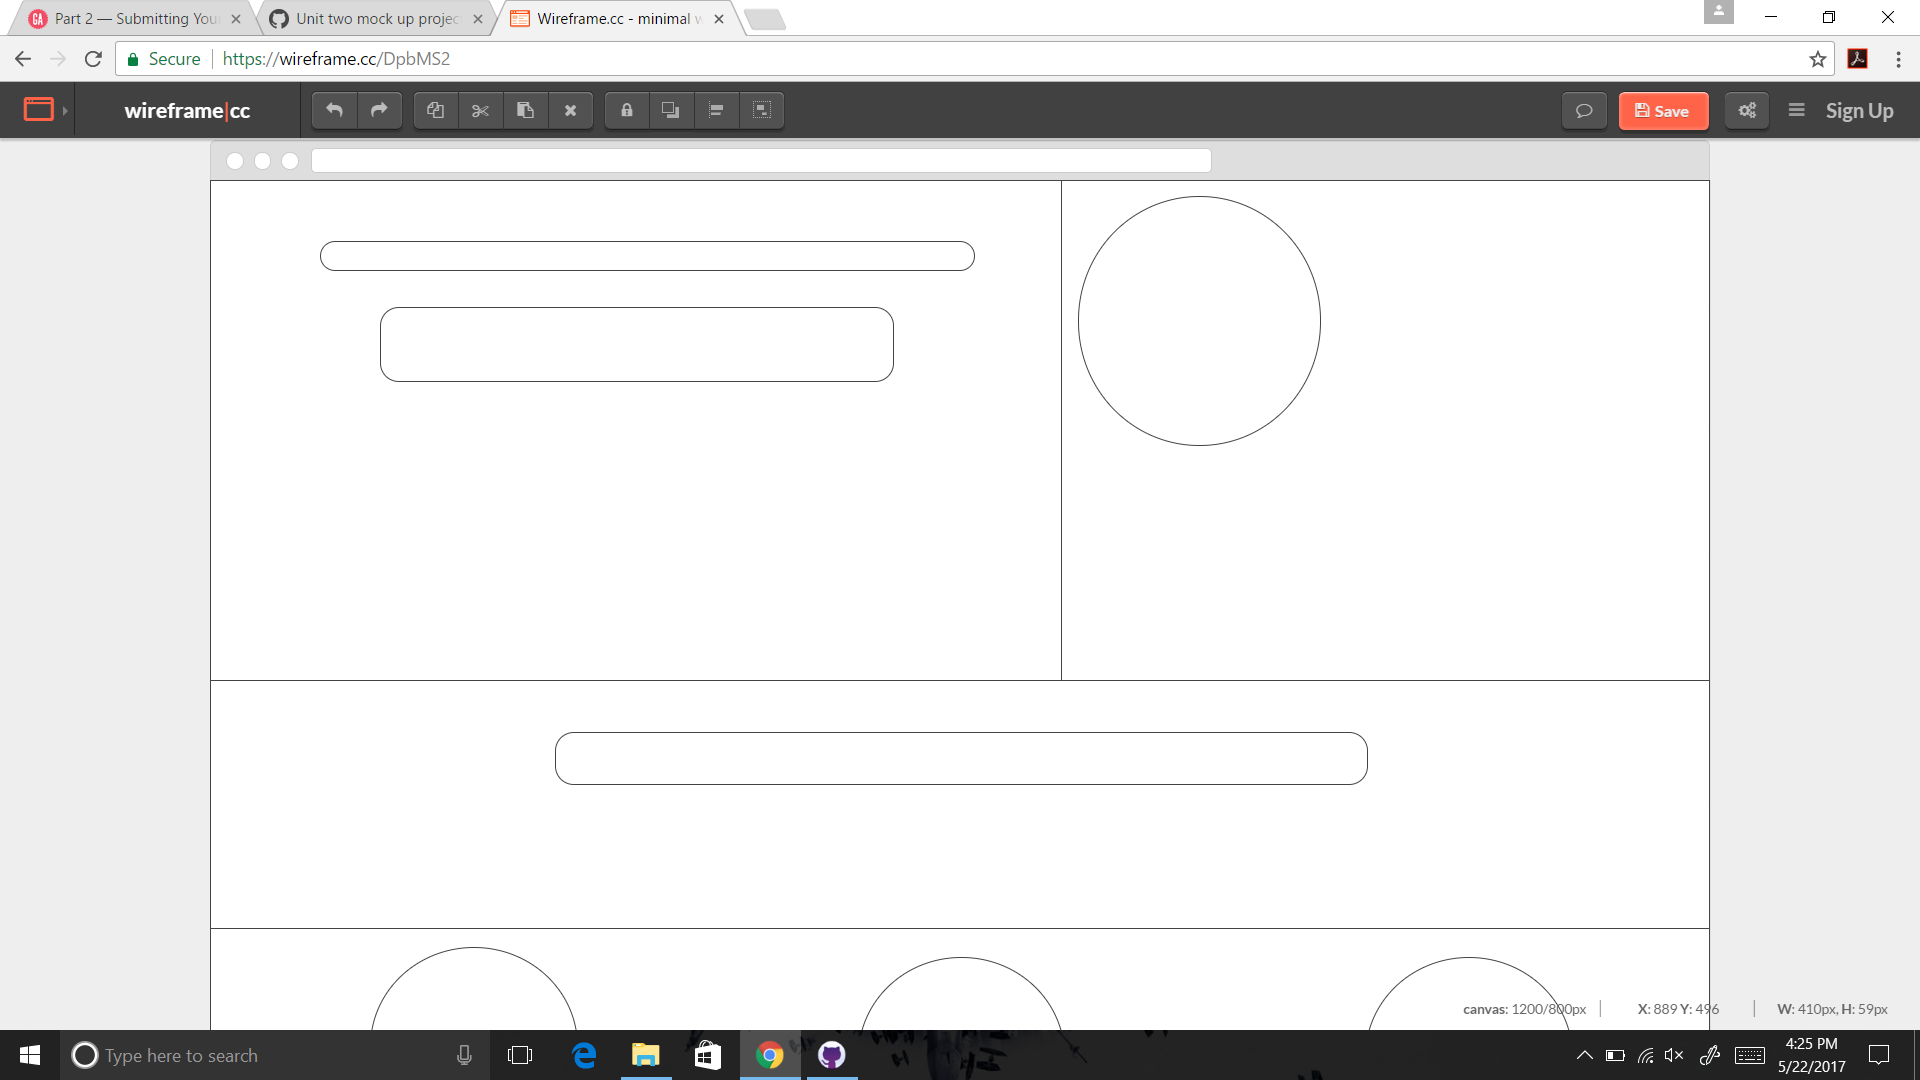 Part 2 — Submitting You
Unit two mock up projec
Wireframe.cc - minimal w
Secure
https://wireframe.cc/DpbMS2
wireframe|cc
Save
Sign Up
canvas: 1200/800px
X: 889 Y: 496
W: 410px, H: 59px
Type here to search
4:25 PM
5/22/2017